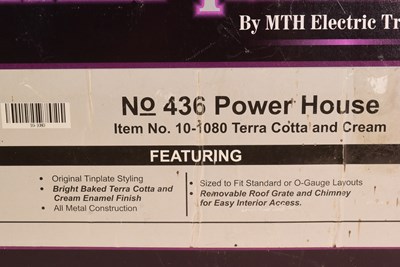 By MTH Electric Tr
No 436 Power House
Item No. 10-1080 Terra Cotta and Cream
FEATURING
• Original Tinplate Styling
• Bright Baked Terra Cotta and
Cream Enamel Finish
• All Metal Construction
• Sized to Fit Standard or O-Gauge Layouts
• Removable Roof Grate and Chimney
for Easy Interior Access.